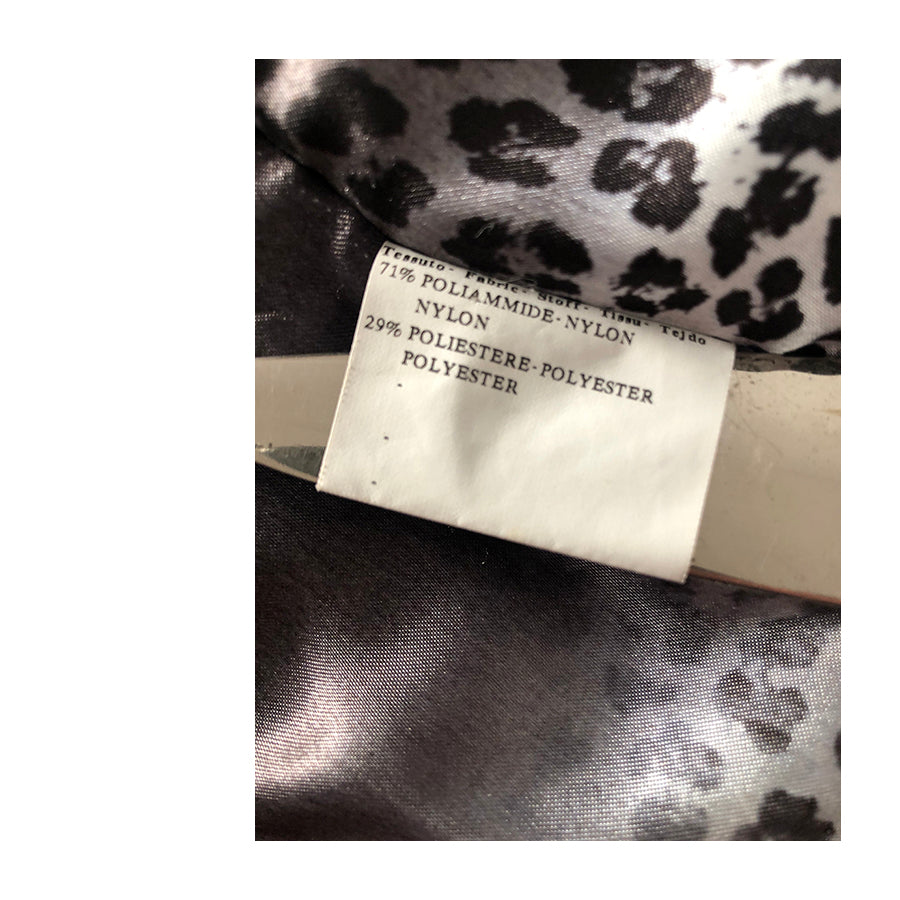 Tessuto- Fabric- Stoff- Tissu- Tejdo
71% POLIAMMIDE-NYLON
NYLON
29% POLIESTERE-POLYESTER
POLYESTER